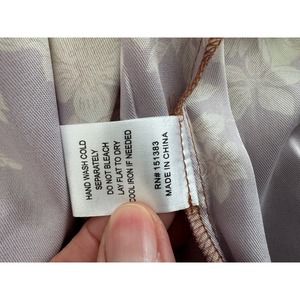 HAND WASH COLD
SEPARATELY
DO NOT BLEACH
LAY FLAT TO DRY
COOL IRON IF NEEDED
RN# 151383
MADE IN CHINA